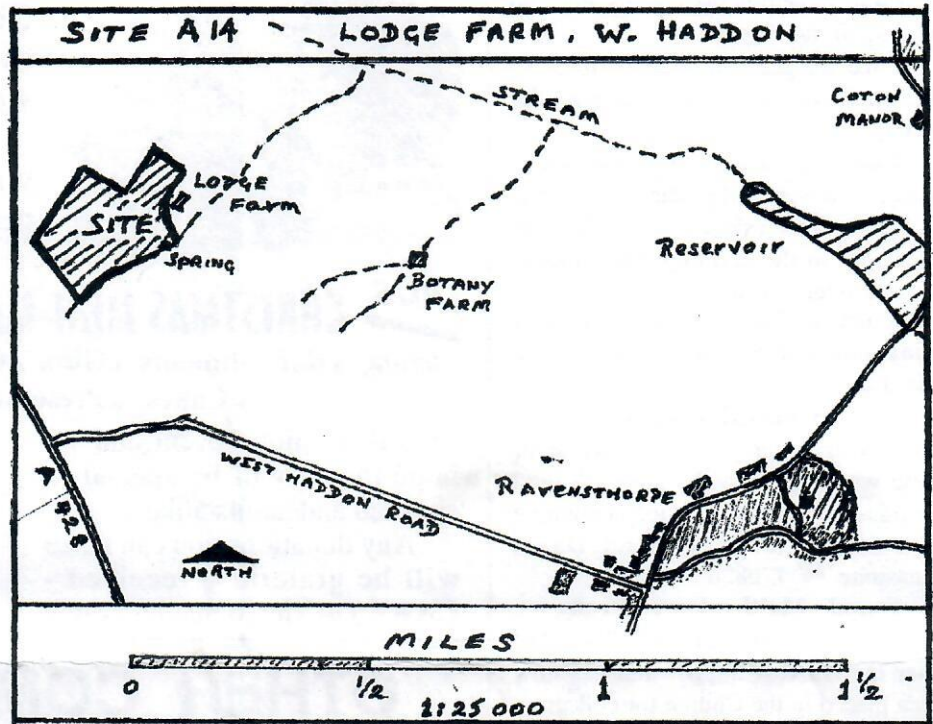 SITE A14 LODGE FARM. W. HADDON
STREAM
COTON
MANOR
LODGE
FARM
SITE
SPRING
Reservoir
BOTANY
FARM
WEST
HADDON
ROAD
RAVENSTHORPE
A 428
NORTH
MILES
0 1/2 1 1 1/2
1:25000